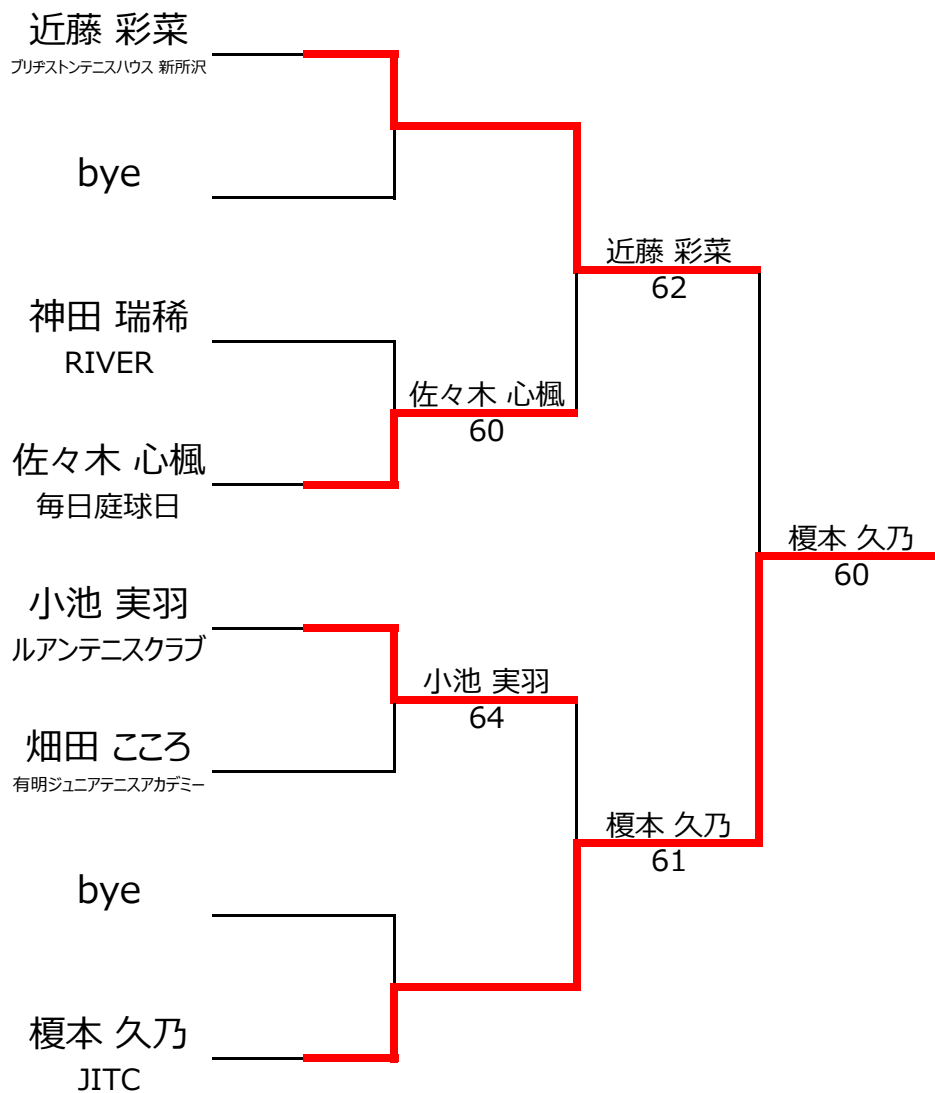 近藤 彩菜
ブリヂストンテニスハウス 新所沢
bye
近藤 彩菜
62
神田 瑞稀
RIVER
佐々木 心楓
60
佐々木 心楓
毎日庭球日
榎本 久乃
60
小池 実羽
ルアンテニスクラブ
小池 実羽
64
畑田 こころ
有明ジュニアテニスアカデミー
榎本 久乃
61
bye
榎本 久乃
JITC